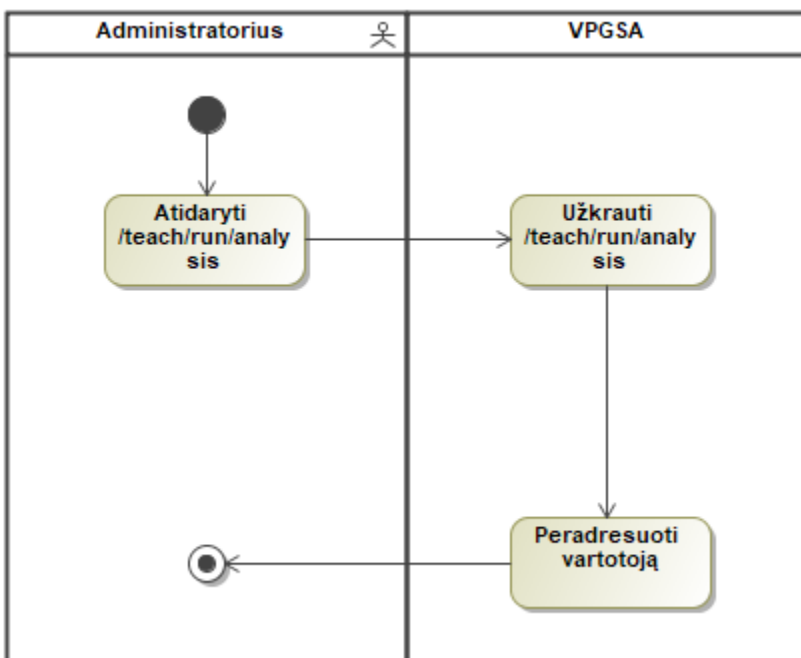 Administratorius
VPGSA
Atidaryti
/teach/run/analy
sis
Užkrauti
/teach/run/analy
sis
Peradresuoti
vartotoją